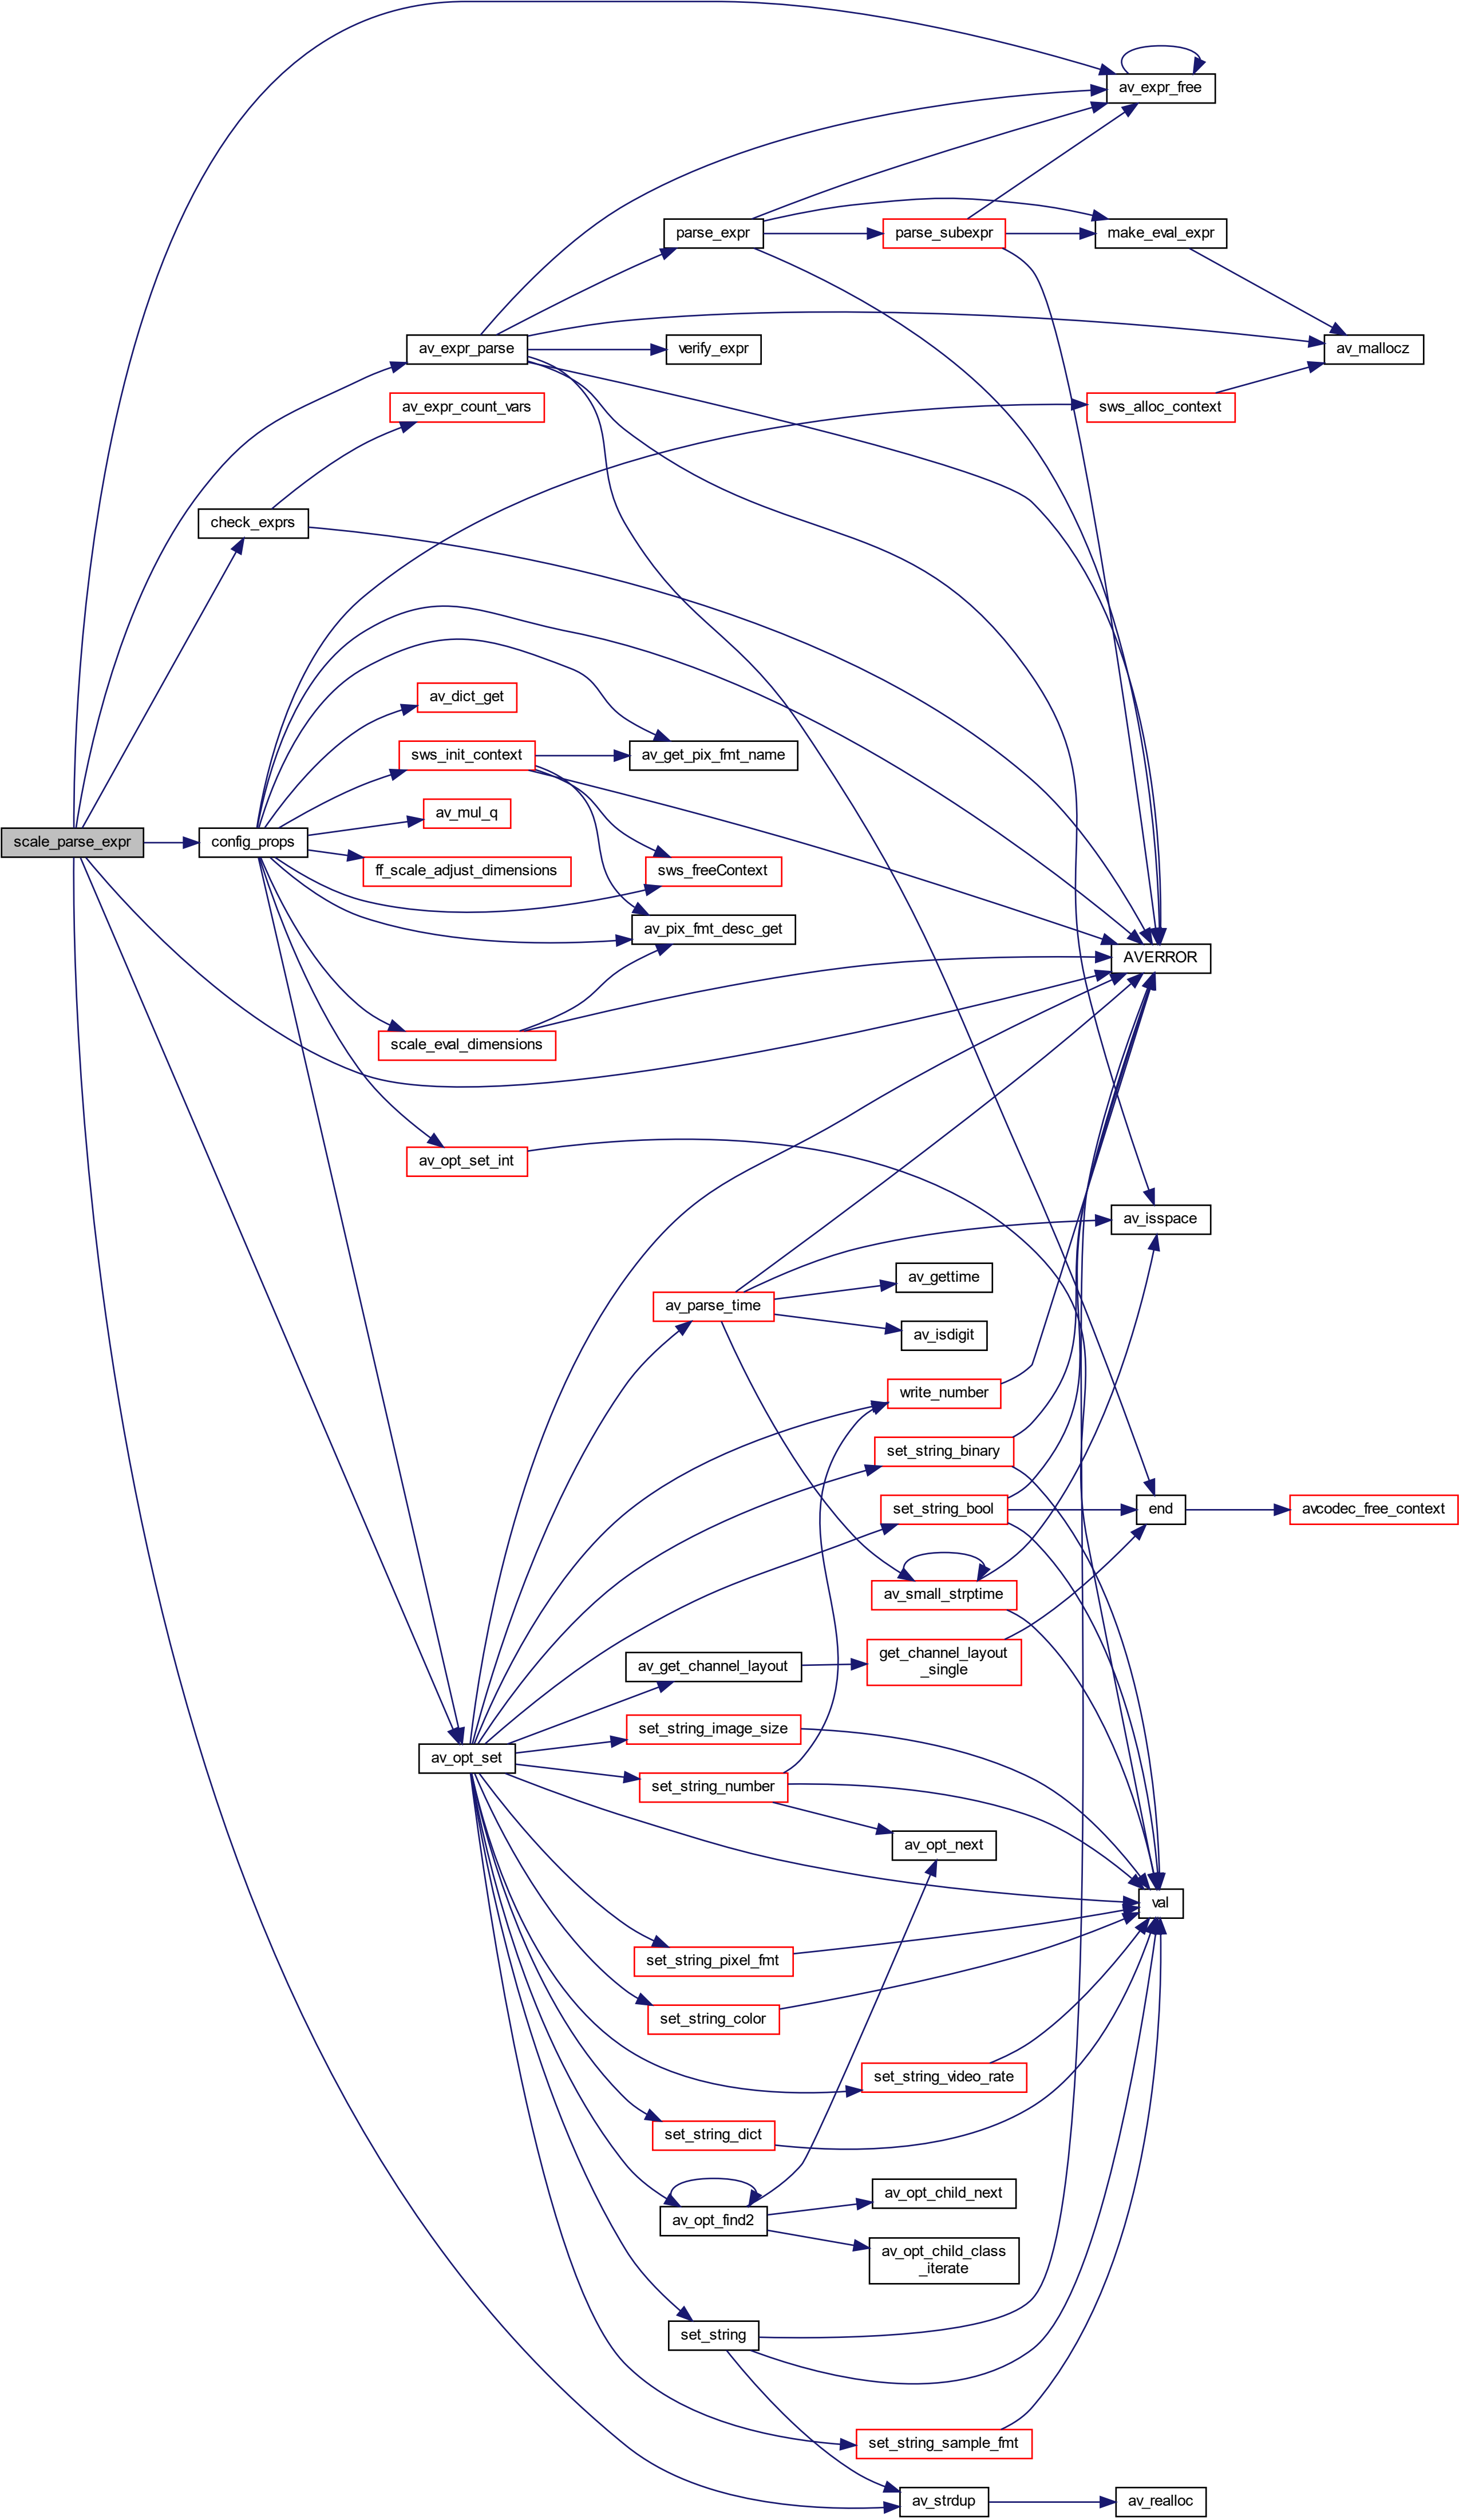 av_expr_free
parse_expr
parse_subexpr
make_eval_expr
av_expr_parse
verify_expr
av_mallocz
av_expr_count_vars
sws_alloc_context
check_exprs
av_dict_get
sws_init_context
av_get_pix_fmt_name
av_mul_q
scale_parse_expr
config_props
ff_scale_adjust_dimensions
sws_freeContext
av_pix_fmt_desc_get
AVERROR
scale_eval_dimensions
av_opt_set_int
av_isspace
av_gettime
av_parse_time
av_isdigit
write_number
set_string_binary
set_string_bool
end
avcodec_free_context
av_small_strptime
av_get_channel_layout
get_channel_layout
_single
set_string_image_size
av_opt_set
set_string_number
av_opt_next
val
set_string_pixel_fmt
set_string_color
set_string_video_rate
set_string_dict
av_opt_child_next
av_opt_find2
av_opt_child_class
_iterate
set_string
set_string_sample_fmt
av_strdup
av_realloc